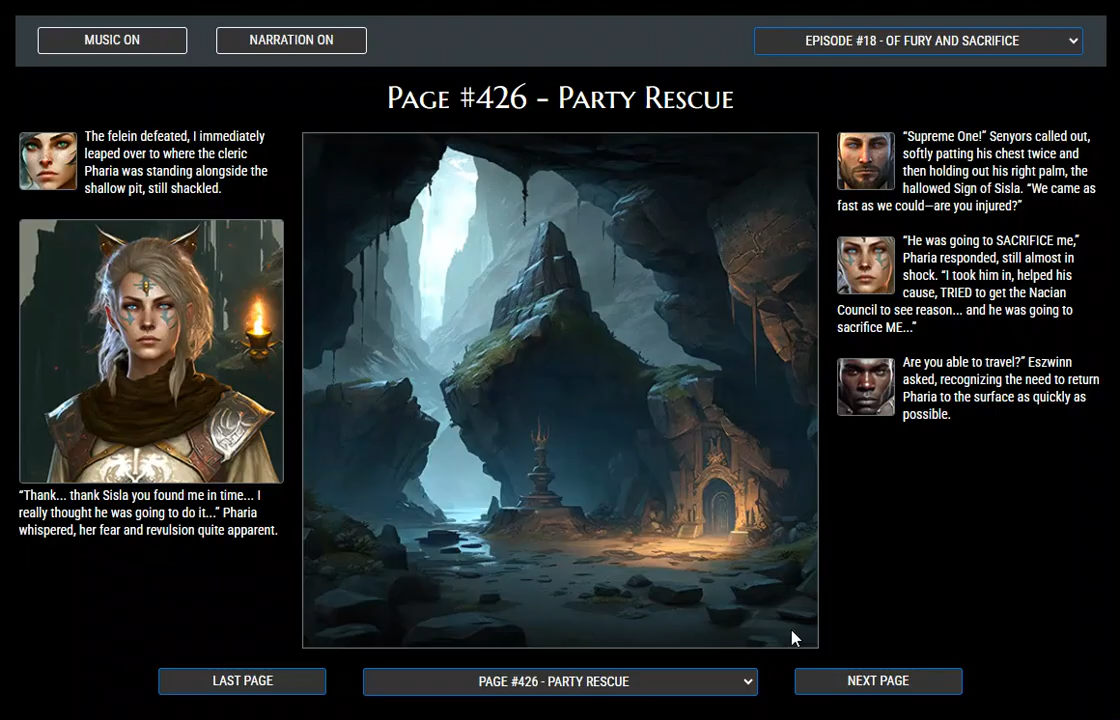 MUSIC ON
NARRATION ON
EPISODE #18 - OF FURY AND SACRIFICE
Page #426 - Party Rescue
The felein defeated, I immediately
leaped over to where the cleric
Pharia was standing alongside the
shallow pit, still shackled.
“Thank... thank Sisla you found me in time... I
really thought he was going to do it...” Pharia
whispered, her fear and revulsion quite apparent.
“Supreme One!” Senyors called out,
softly patting his chest twice and
then holding out his right palm, the
hallowed Sign of Sisla. “We came as
fast as we could—are you injured?”
“He was going to SACRIFICE me,”
Pharia responded, still almost in
shock. “I took him in, helped his
cause, TRIED to get the Nacian
Council to see reason... and he was going to
sacrifice ME...”
Are you able to travel?” Eszwinn
asked, recognizing the need to return
Pharia to the surface as quickly as
possible.
LAST PAGE
PAGE #426 - PARTY RESCUE
NEXT PAGE